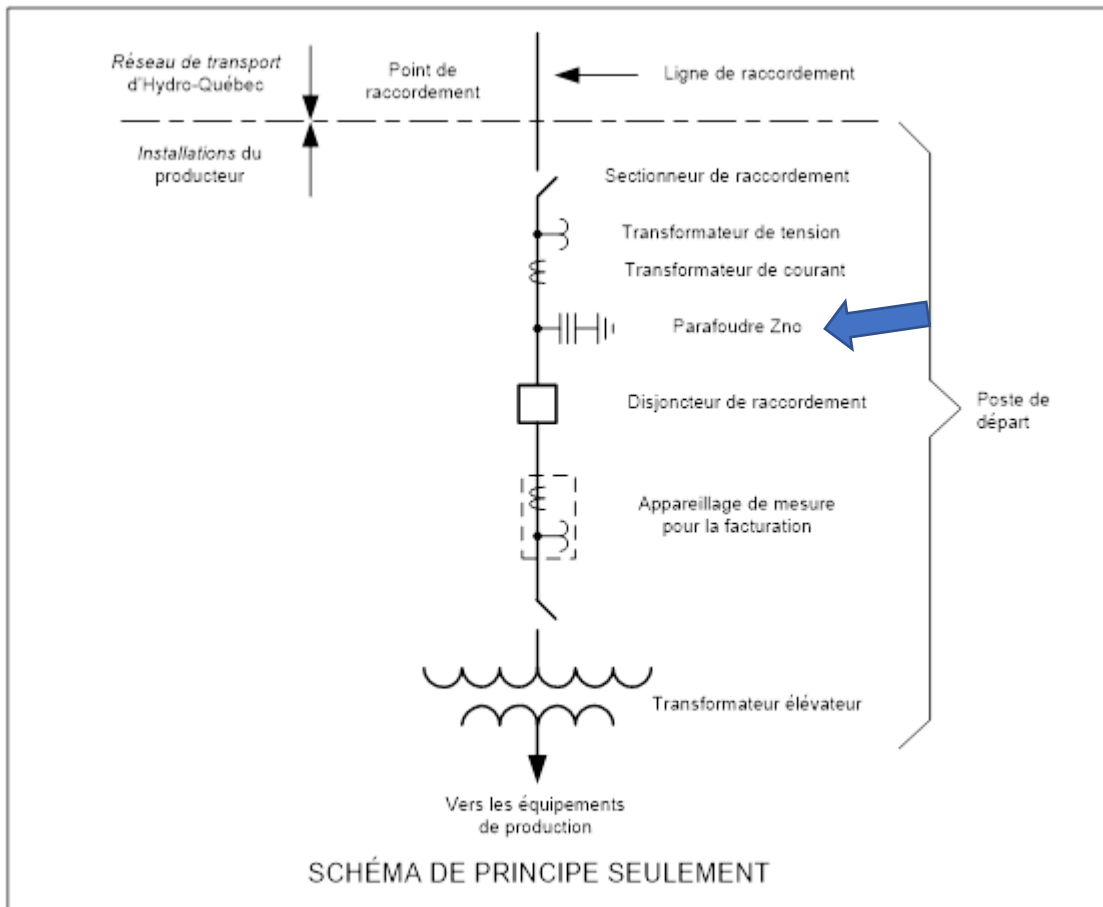 Réseau de transport
d'Hydro-Québec
Point de
raccordement
Ligne de raccordement
Installations du
producteur
Sectionneur de raccordement
Transformateur de tension
Transformateur de courant
Parafoudre Zno
Disjoncteur de raccordement
Poste de
départ
Appareillage de mesure
pour la facturation
Transformateur élévateur
Vers les équipements
de production
SCHÉMA DE PRINCIPE SEULEMENT